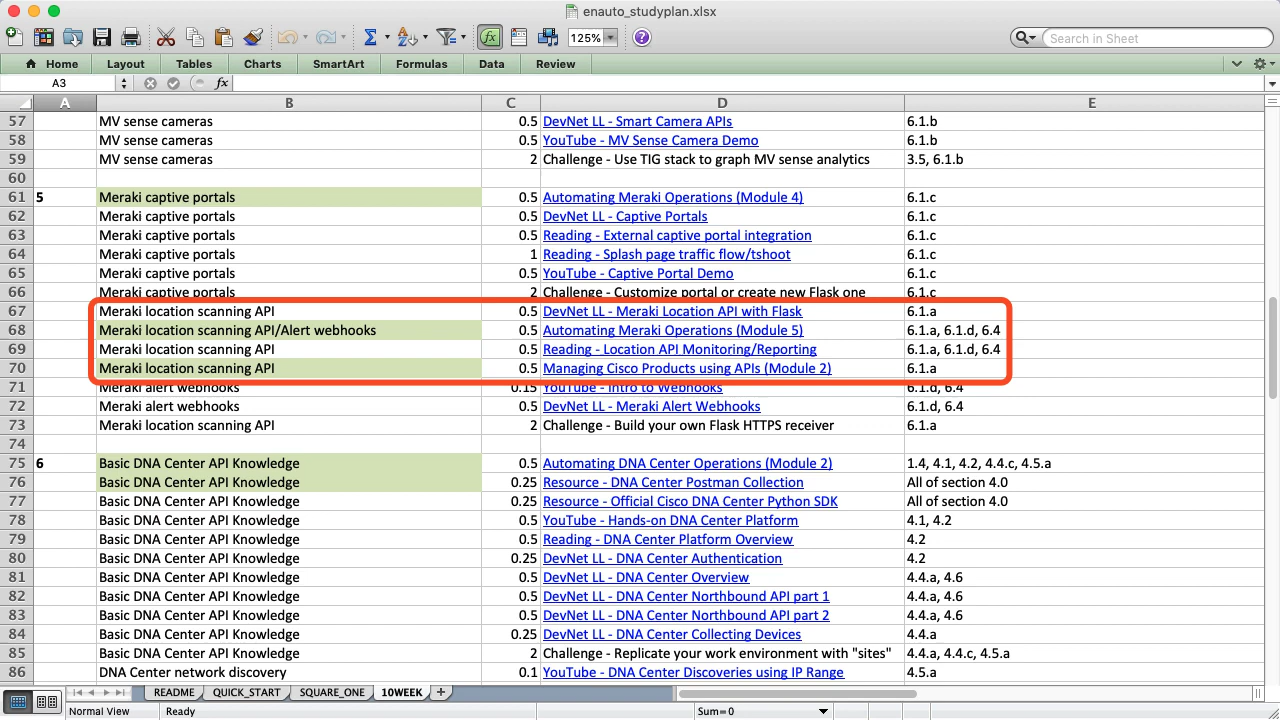 enauto_studyplan.xlsx
125%
Search in Sheet
Home Layout Tables Charts SmartArt Formulas Data Review
A3 fx
A B C D E
57 MV sense cameras 0.5 DevNet LL - Smart Camera APIs 6.1.b
58 MV sense cameras 0.5 YouTube - MV Sense Camera Demo 6.1.b
59 MV sense cameras 2 Challenge - Use TIG stack to graph MV sense analytics 3.5, 6.1.b
60
61 5 Meraki captive portals 0.5 Automating Meraki Operations (Module 4) 6.1.c
62 Meraki captive portals 0.5 DevNet LL - Captive Portals 6.1.c
63 Meraki captive portals 0.5 Reading - External captive portal integration 6.1.c
64 Meraki captive portals 1 Reading - Splash page traffic flow/tshoot 6.1.c
65 Meraki captive portals 0.5 YouTube - Captive Portal Demo 6.1.c
66 Meraki captive portals 2 Challenge - Customize portal or create new Flask one 6.1.c
67 Meraki location scanning API 0.5 DevNet LL - Meraki Location API with Flask 6.1.a
68 Meraki location scanning API/Alert webhooks 0.5 Automating Meraki Operations (Module 5) 6.1.a, 6.1.d, 6.4
69 Meraki location scanning API 0.5 Reading - Location API Monitoring/Reporting 6.1.a, 6.1.d, 6.4
70 Meraki location scanning API 0.5 Managing Cisco Products using APIs (Module 2) 6.1.a
71 Meraki alert webhooks 0.15 YouTube - Intro to Webhooks 6.1.d, 6.4
72 Meraki alert webhooks 0.5 DevNet LL - Meraki Alert Webhooks 6.1.d, 6.4
73 Meraki location scanning API 2 Challenge - Build your own Flask HTTPS receiver 6.1.a
74
75 6 Basic DNA Center API Knowledge 0.5 Automating DNA Center Operations (Module 2) 1.4, 4.1, 4.2, 4.4.c, 4.5.a
76 Basic DNA Center API Knowledge 0.25 Resource - DNA Center Postman Collection All of section 4.0
77 Basic DNA Center API Knowledge 0.25 Resource - Official Cisco DNA Center Python SDK All of section 4.0
78 Basic DNA Center API Knowledge 0.5 YouTube - Hands-on DNA Center Platform 4.1, 4.2
79 Basic DNA Center API Knowledge 0.5 Reading - DNA Center Platform Overview 4.2
80 Basic DNA Center API Knowledge 0.25 DevNet LL - DNA Center Authentication 4.2
81 Basic DNA Center API Knowledge 0.5 DevNet LL - DNA Center Overview 4.4.a, 4.6
82 Basic DNA Center API Knowledge 0.5 DevNet LL - DNA Center Northbound API part 1 4.4.a, 4.6
83 Basic DNA Center API Knowledge 0.5 DevNet LL - DNA Center Northbound API part 2 4.4.a, 4.6
84 Basic DNA Center API Knowledge 0.25 DevNet LL - DNA Center Collecting Devices 4.4.a
85 Basic DNA Center API Knowledge 2 Challenge - Replicate your work environment with "sites" 4.4.a, 4.4.c, 4.5.a
86 DNA Center network discovery 0.1 YouTube - DNA Center Discoveries using IP Range 4.5.a
README QUICK_START SQUARE_ONE 10WEEK +
Normal View Ready Sum=0